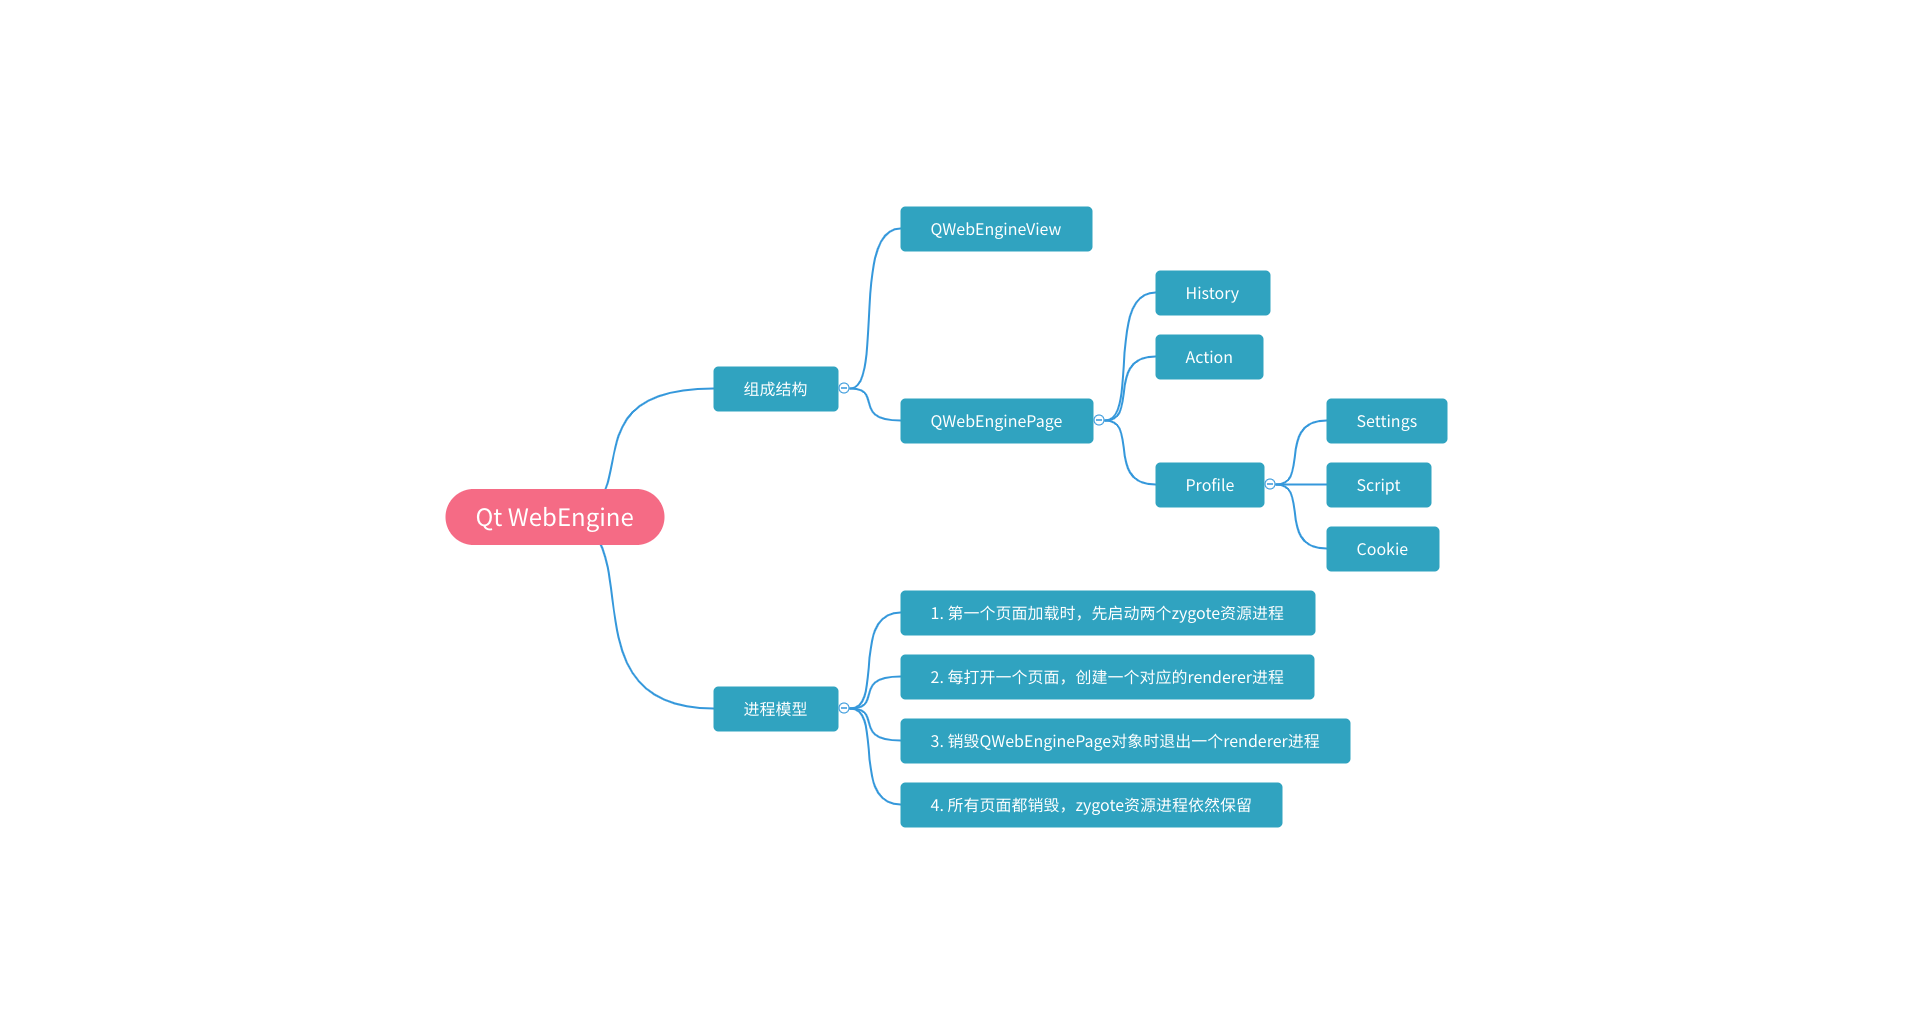 Qt WebEngine
组成结构
QWebEngineView
QWebEnginePage
History
Action
Profile
Settings
Script
Cookie
进程模型
1. 第一个页面加载时，先启动两个zygote资源进程
2. 每打开一个页面，创建一个对应的renderer进程
3. 销毁QWebEnginePage对象时退出一个renderer进程
4. 所有页面都销毁，zygote资源进程依然保留